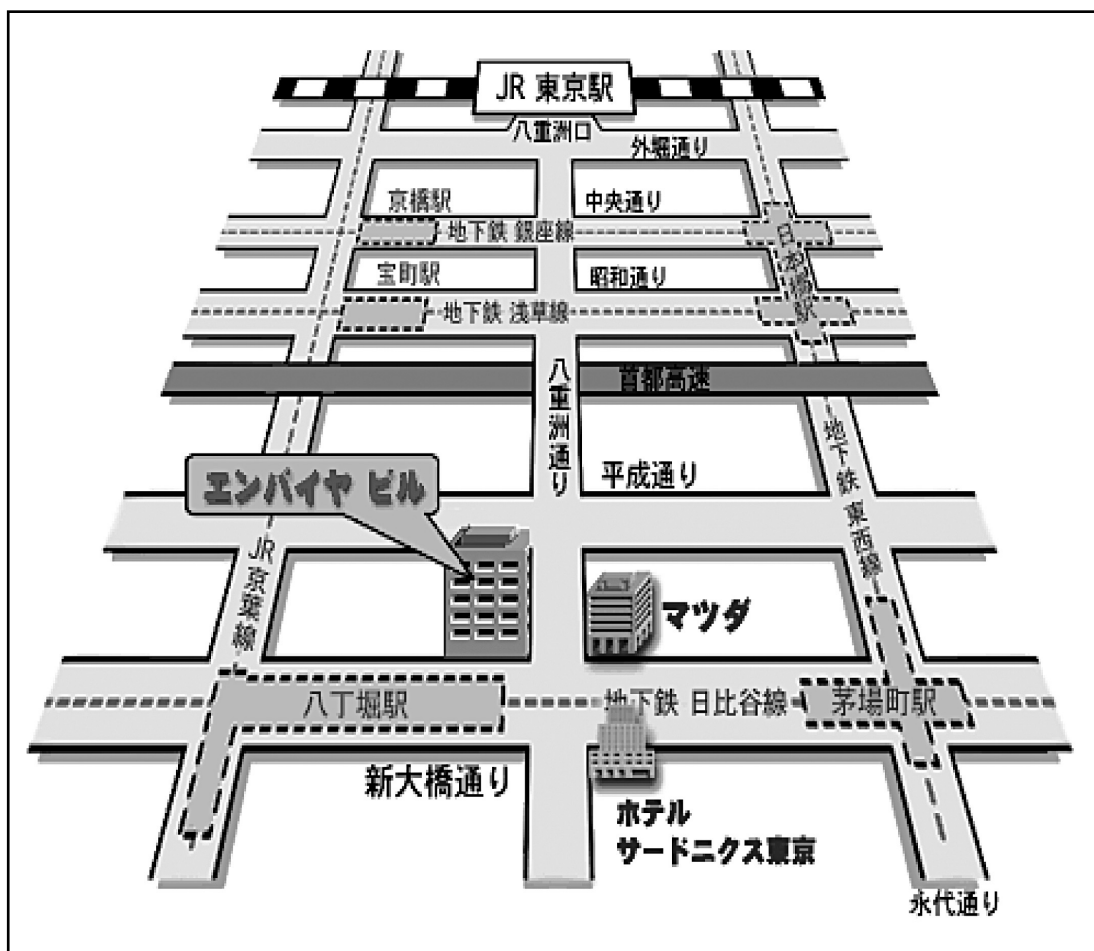 JR 東京駅
八重洲口
外堀通り
京橋駅
中央通り
地下鉄 銀座線
日本橋駅
宝町駅
昭和通り
地下鉄 浅草線
首都高速
八重洲通り
平成通り
地下鉄 東西線
エンパイヤ ビル
JR 京葉線
マツダ
八丁堀駅
地下鉄 日比谷線
茅場町駅
新大橋通り
ホテル
サードニクス東京
永代通り